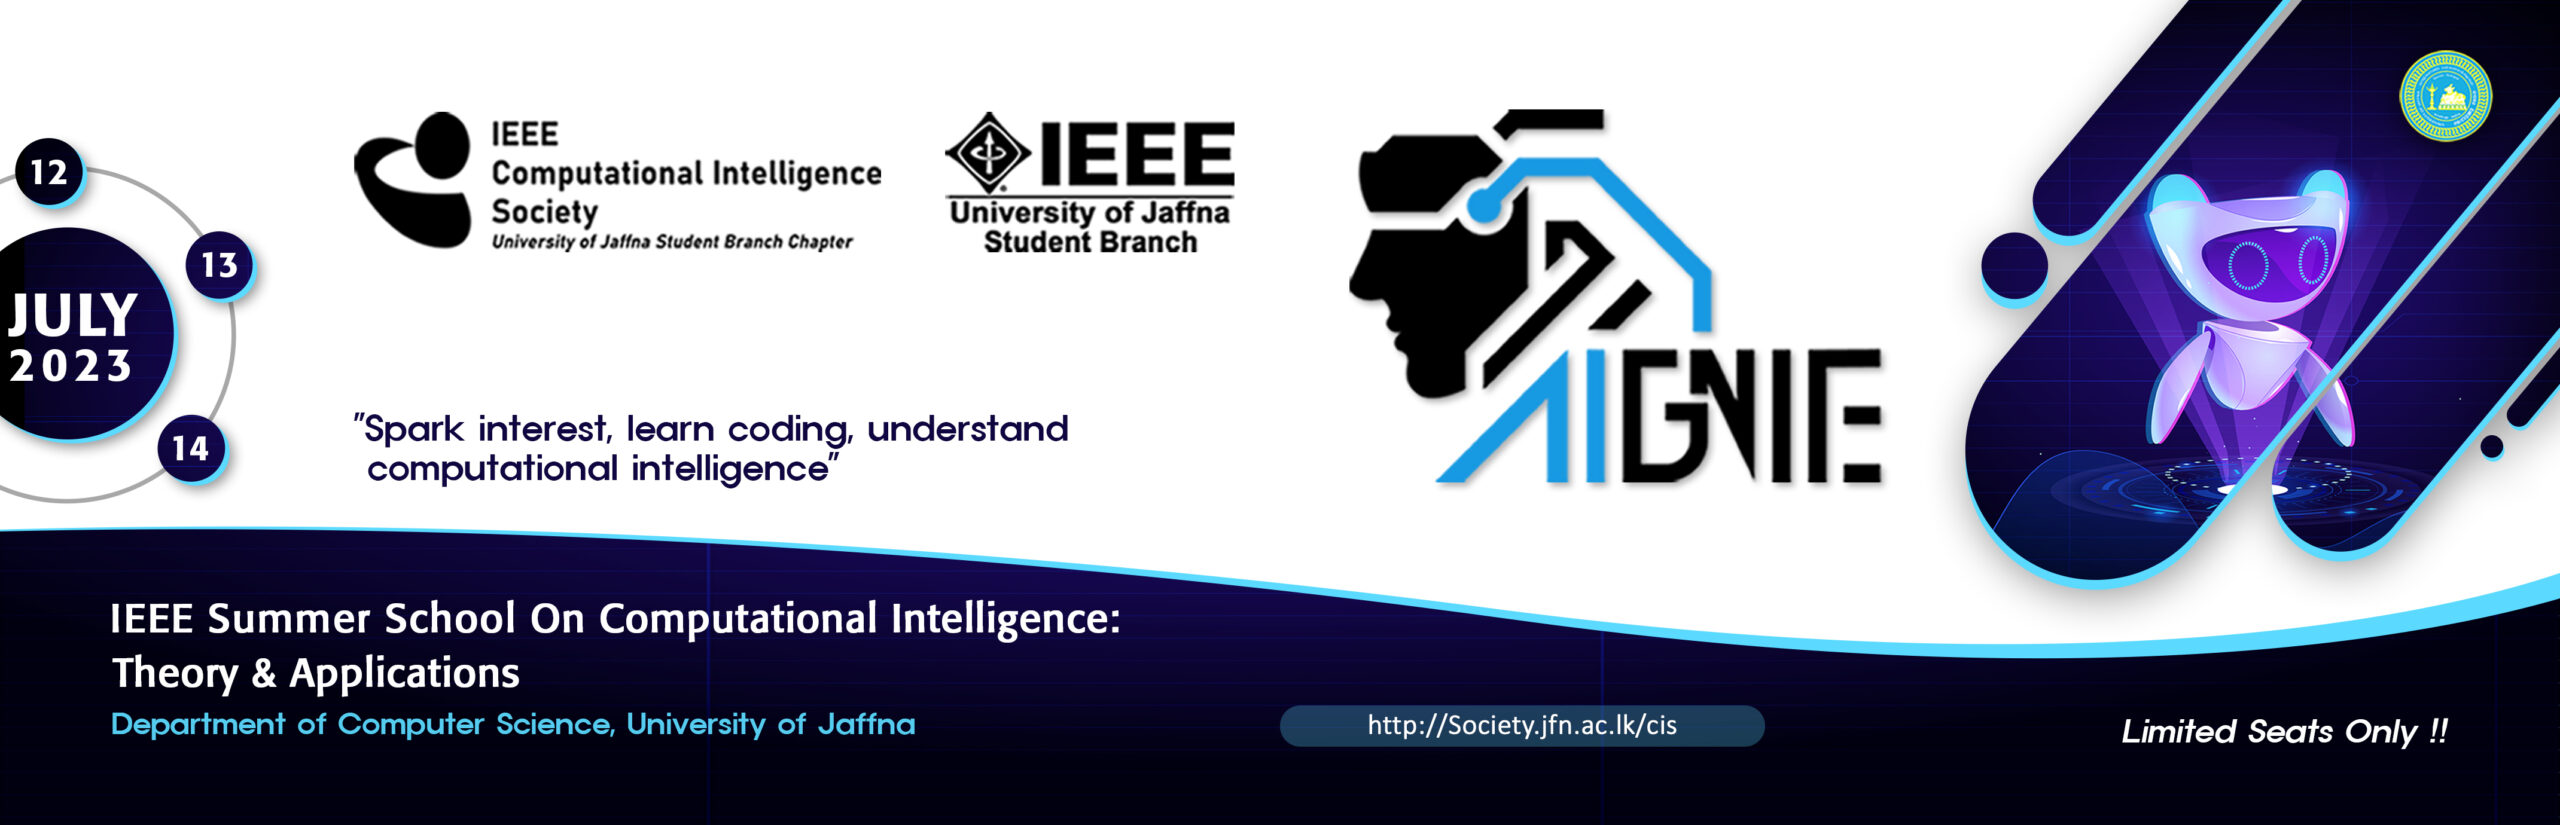 12
13
JULY
2023
14
IEEE
Computational Intelligence
Society
University of Jaffna Student Branch Chapter
IEEE
University of Jaffna
Student Branch
AIGNIE
"Spark interest, learn coding, understand
computational intelligence"
IEEE Summer School On Computational Intelligence:
Theory & Applications
Department of Computer Science, University of Jaffna
http://Society.jfn.ac.lk/cis
Limited Seats Only !!